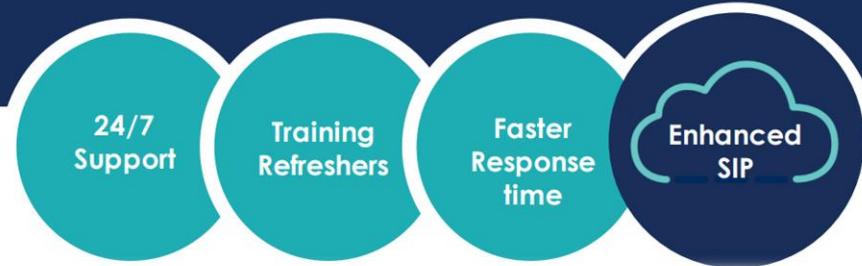 24/7
Support
Training
Refreshers
Faster
Response
time
Enhanced
SIP